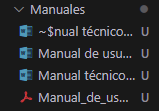 Manuales
~$nual técnico... U
Manual de usu... U
Manual técnico... U
Manual_de_us... U